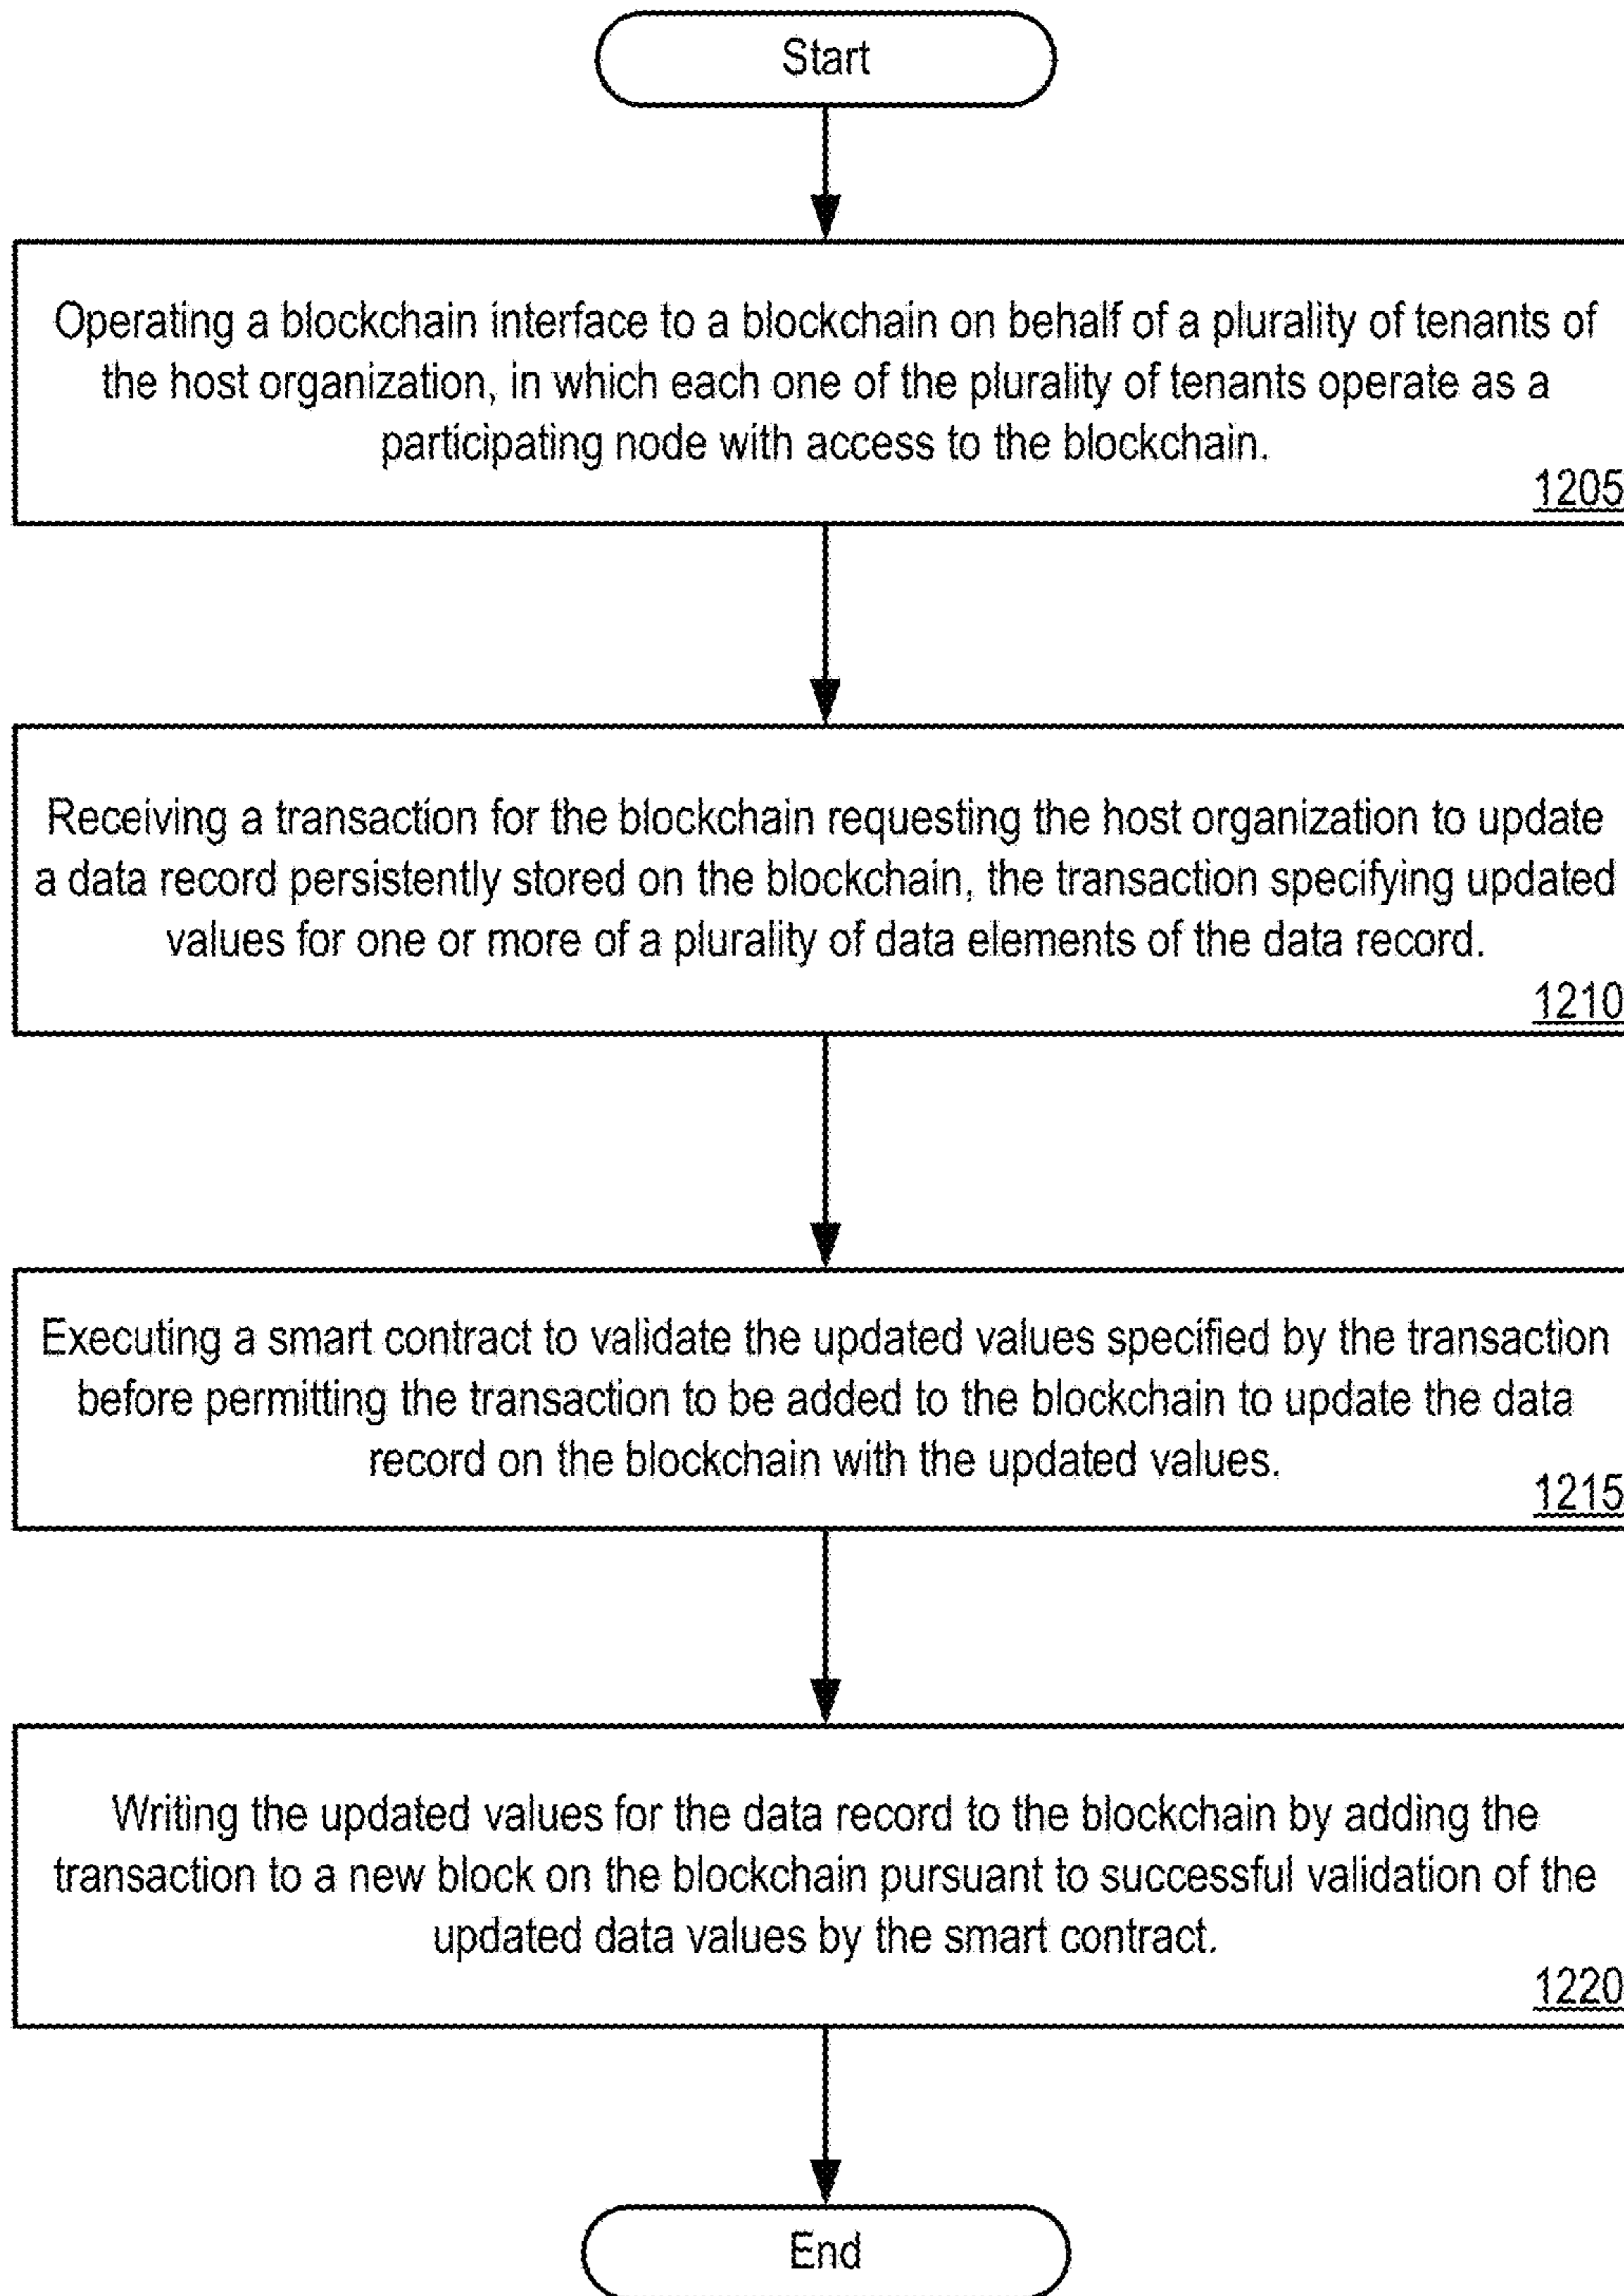 Start
Operating a blockchain interface to a blockchain on behalf of a plurality of tenants of
the host organization, in which each one of the plurality of tenants operate as a
participating node with access to the blockchain.
1205
Receiving a transaction for the blockchain requesting the host organization to update
a data record persistently stored on the blockchain, the transaction specifying updated
values for one or more of a plurality of data elements of the data record.
1210
Executing a smart contract to validate the updated values specified by the transaction
before permitting the transaction to be added to the blockchain to update the data
record on the blockchain with the updated values.
1215
Writing the updated values for the data record to the blockchain by adding the
transaction to a new block on the blockchain pursuant to successful validation of the
updated data values by the smart contract.
1220
End